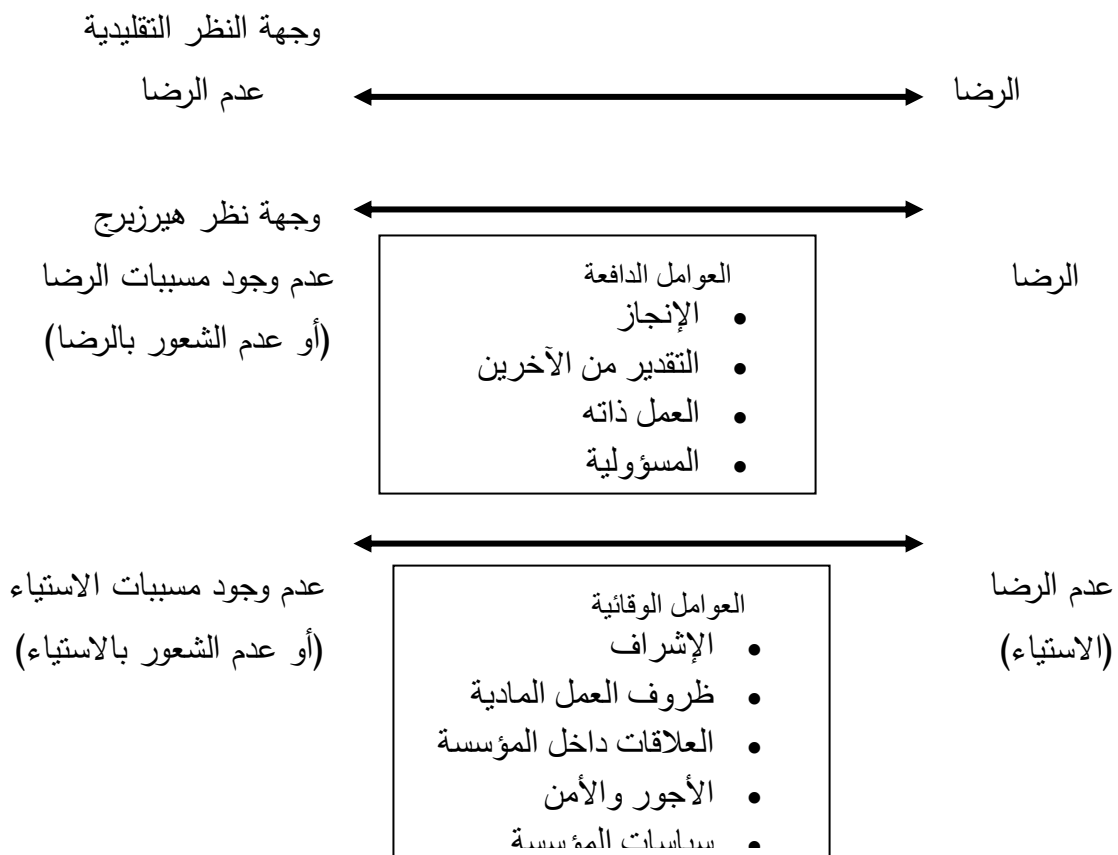 وجهة النظر التقليدية
الرضا
عدم الرضا
وجهة نظر هيرزبرج
الرضا
عدم وجود مسببات الرضا
(أو عدم الشعور بالرضا)
العوامل الدافعة
• الإنجاز
• التقدير من الآخرين
• العمل ذاته
• المسؤولية
عدم الرضا
(الاستياء)
عدم وجود مسببات الاستياء
(أو عدم الشعور بالاستياء)
العوامل الوقائية
• الإشراف
• ظروف العمل المادية
• العلاقات داخل المؤسسة
• الأجور والأمن
• سياسات المؤسسة